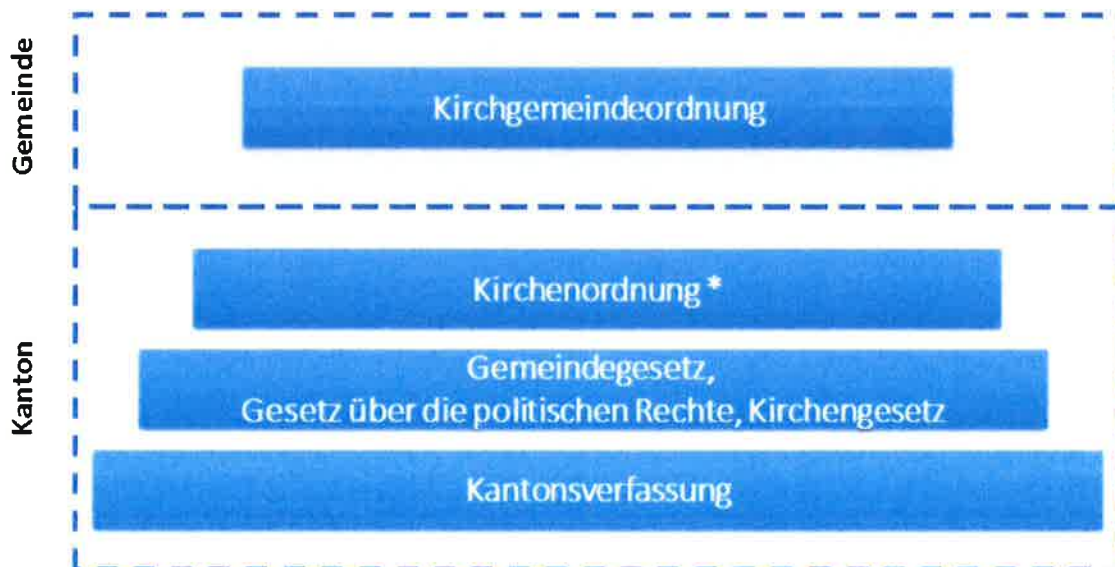 Gemeinde
Kirchgemeindeordnung
Kanton
Kirchenordnung *
Gemeindegesetz,
Gesetz über die politischen Rechte, Kirchengesetz
Kantonsverfassung